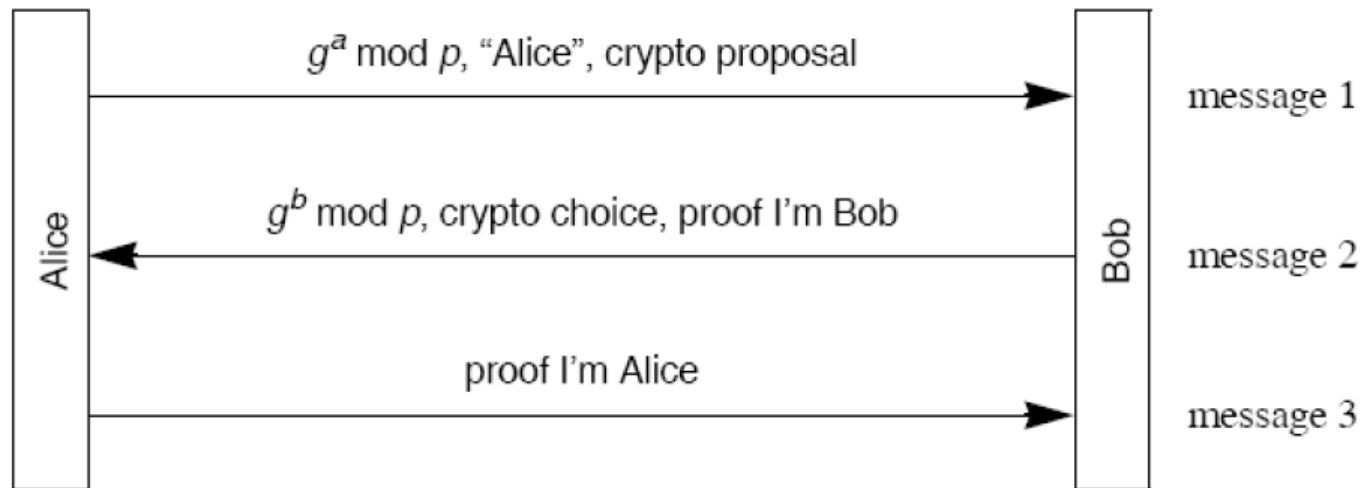 g^a mod p, “Alice”, crypto proposal
message 1
g^b mod p, crypto choice, proof I’m Bob
message 2
Alice
Bob
proof I’m Alice
message 3